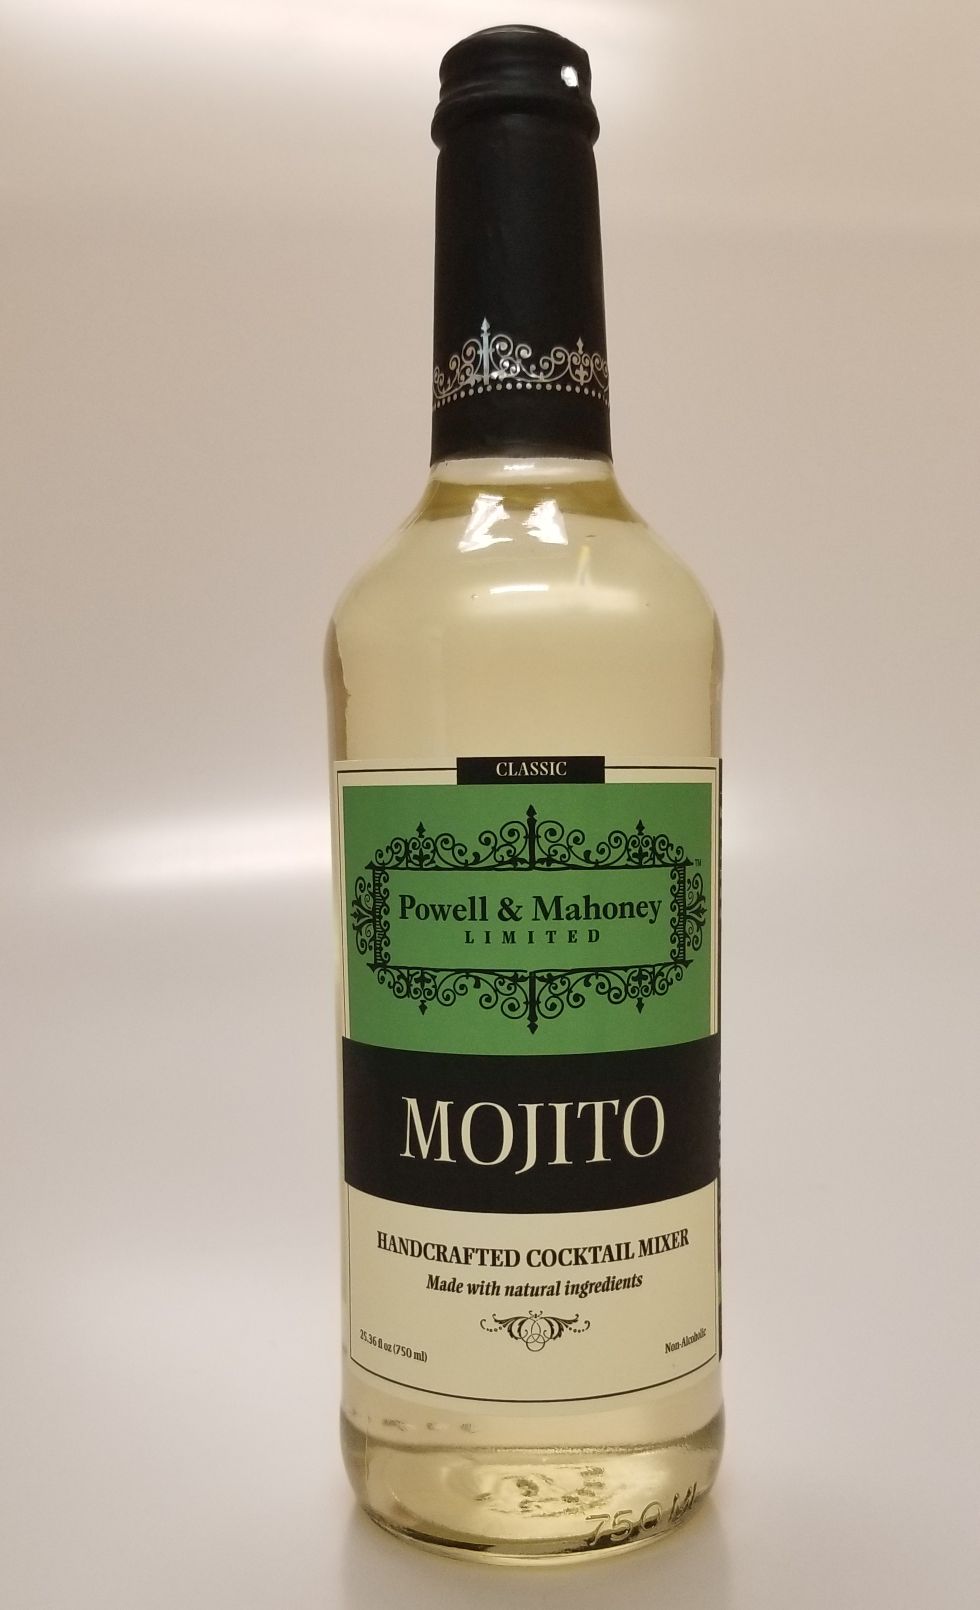 CLASSIC
Powell & Mahoney ™
LIMITED
MOJITO
HANDCRAFTED COCKTAIL MIXER
Made with natural ingredients
25.36 fl oz (750 ml)
Non-Alcoholic
750 ML